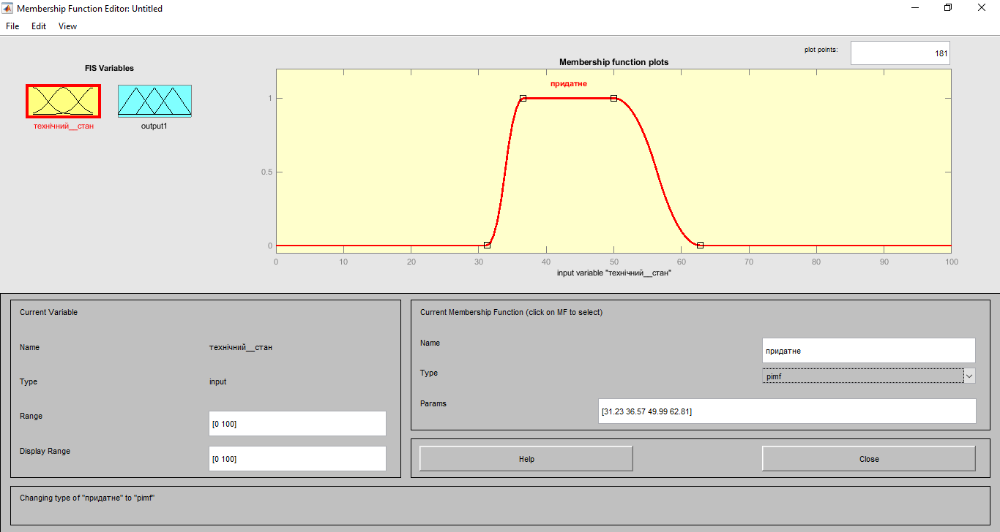 Membership Function Editor: Untitled
File Edit View
plot points: 181
FIS Variables
Membership function plots
технічний__стан
output1
придатне
1
0.5
0
0 10 20 30 40 50 60 70 80 90 100
input variable "технічний__стан"
Current Variable
Name технічний__стан
Type input
Range [0 100]
Display Range [0 100]
Current Membership Function (click on MF to select)
Name придатне
Type pimf
Params [31.23 36.57 49.99 62.81]
Help Close
Changing type of "придатне" to "pimf"